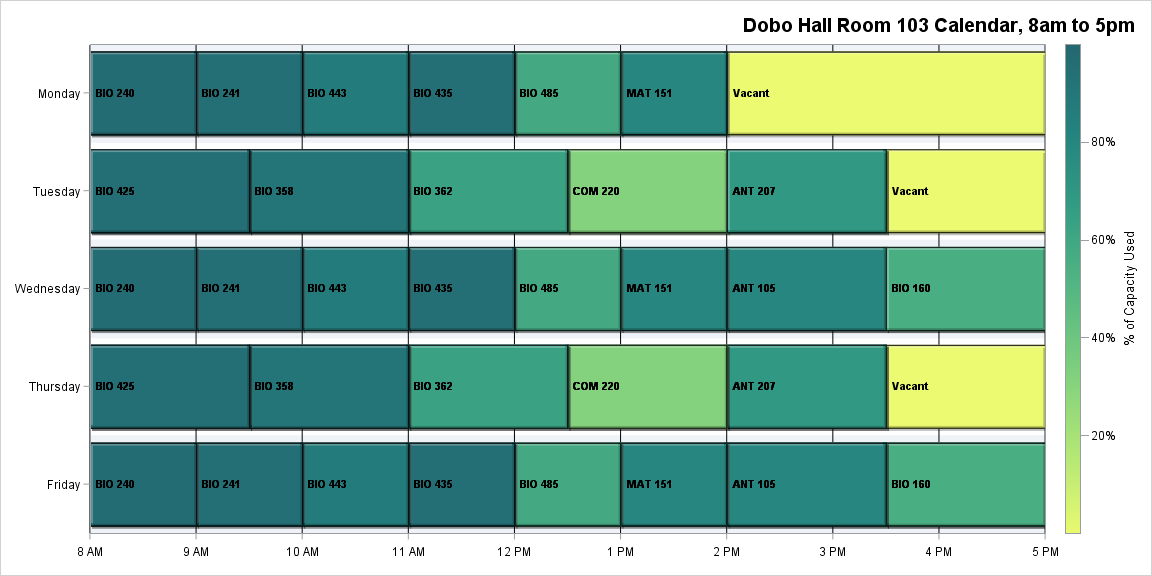 Dobo Hall Room 103 Calendar, 8am to 5pm
Monday BIO 240 BIO 241 BIO 443 BIO 435 BIO 485 MAT 151 Vacant
80%
Tuesday BIO 425 BIO 358 BIO 362 COM 220 ANT 207 Vacant
60%
% of Capacity Used
Wednesday BIO 240 BIO 241 BIO 443 BIO 435 BIO 485 MAT 151 ANT 105 BIO 160
40%
Thursday BIO 425 BIO 358 BIO 362 COM 220 ANT 207 Vacant
20%
Friday BIO 240 BIO 241 BIO 443 BIO 435 BIO 485 MAT 151 ANT 105 BIO 160
8 AM 9 AM 10 AM 11 AM 12 PM 1 PM 2 PM 3 PM 4 PM 5 PM